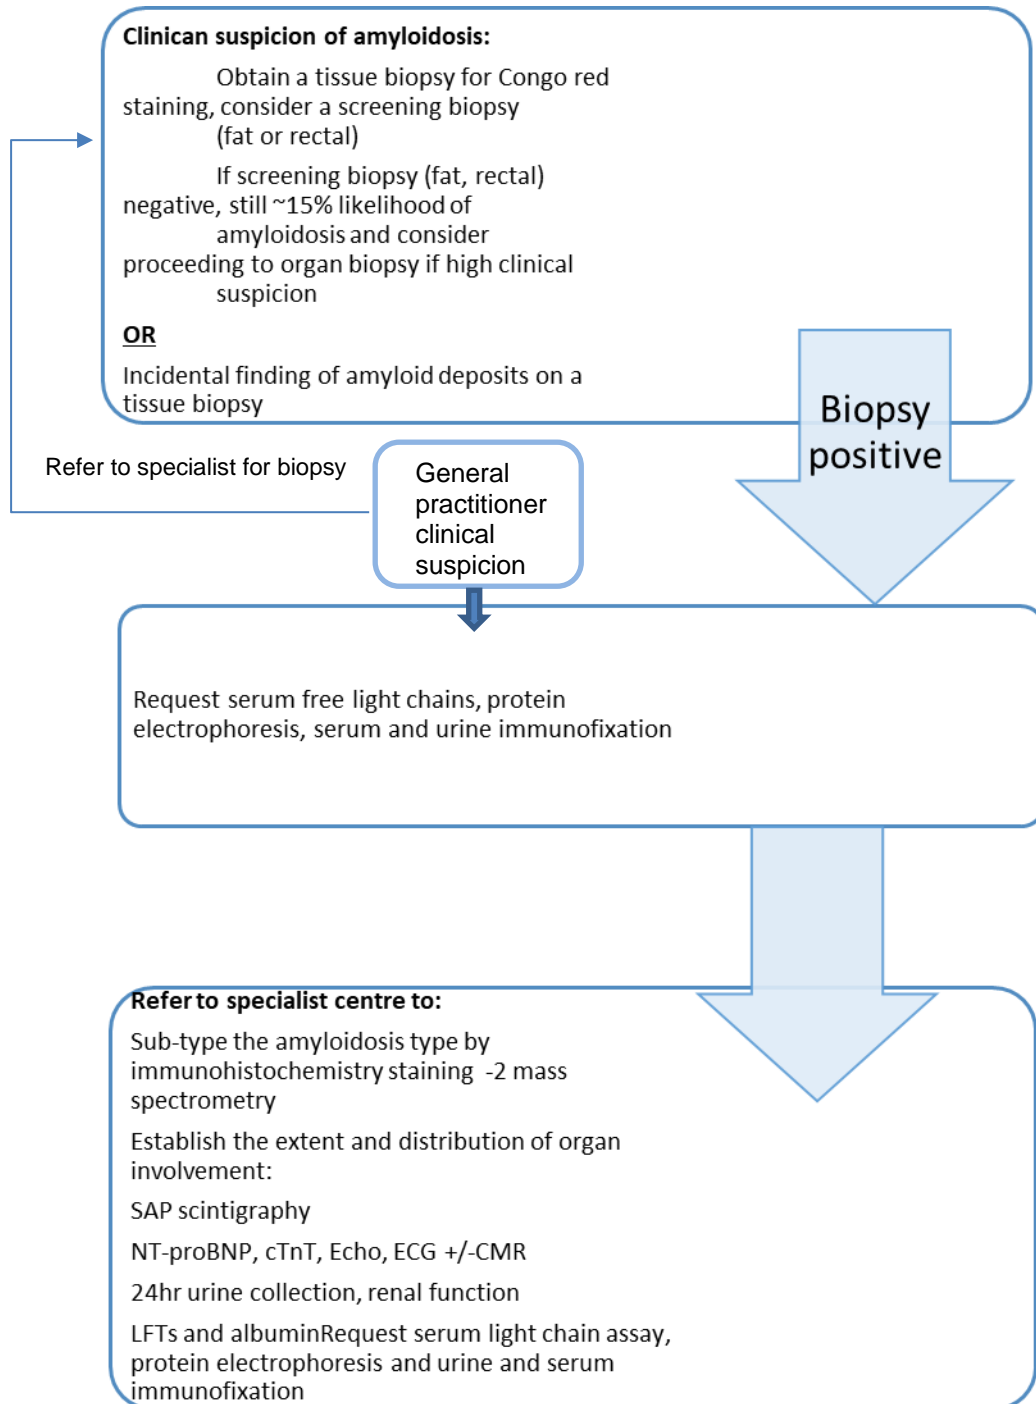 Clinican suspicion of amyloidosis:
Obtain a tissue biopsy for Congo red
staining, consider a screening biopsy
(fat or rectal)
If screening biopsy (fat, rectal)
negative, still ~15% likelihood of
amyloidosis and consider
proceeding to organ biopsy if high clinical
suspicion
OR
Incidental finding of amyloid deposits on a
tissue biopsy
Biopsy
positive
Refer to specialist for biopsy
General
practitioner
clinical
suspicion
Request serum free light chains, protein
electrophoresis, serum and urine immunofixation
Refer to specialist centre to:
Sub-type the amyloidosis type by
immunohistochemistry staining -2 mass
spectrometry
Establish the extent and distribution of organ
involvement:
SAP scintigraphy
NT-proBNP, cTnT, Echo, ECG +/-CMR
24hr urine collection, renal function
LFTs and albuminRequest serum light chain assay,
protein electrophoresis and urine and serum
immunofixation